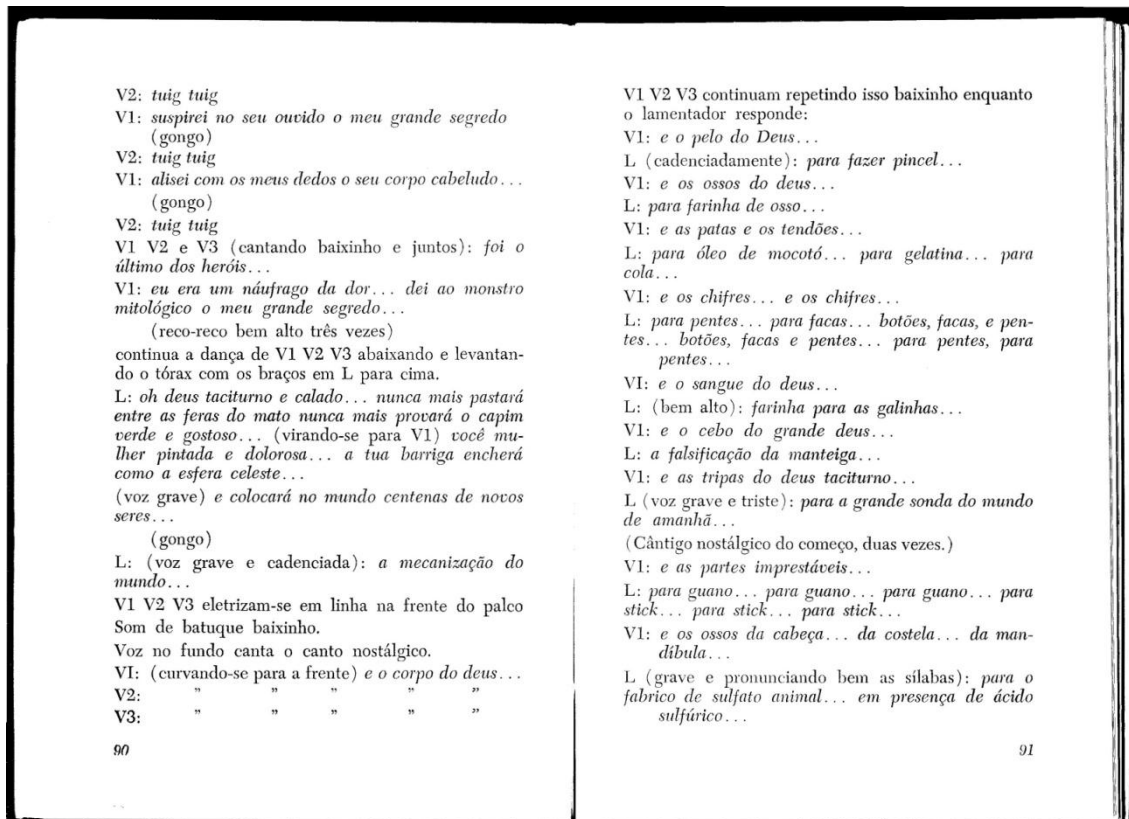 V2: tuig tuig
V1: suspirei no seu ouvido o meu grande segredo
(gongo)
V2: tuig tuig
V1: alisei com os meus dedos o seu corpo cabeludo...
(gongo)
V2: tuig tuig
V1 V2 e V3 (cantando baixinho e juntos): foi o
último dos heróis...
V1: eu era um náufrago da dor... dei ao monstro
mitológico o meu grande segredo...
(reco-reco bem alto três vezes)
continua a dança de V1 V2 V3 abaixando e levantan-
do o tórax com os braços em L para cima.
L: oh deus taciturno e calado... nunca mais pastará
entre as feras do mato nunca mais provará o capim
verde e gostoso... (virando-se para V1) você mu-
lher pintada e dolorosa... a tua barriga encherá
como a esfera celeste...
(voz grave) e colocará no mundo centenas de novos
seres...
(gongo)
L: (voz grave e cadenciada): a mecanização do
mundo...
V1 V2 V3 eletrizam-se em linha na frente do palco
Som de batuque baixinho.
Voz no fundo canta o canto nostálgico.
VI: (curvando-se para a frente) e o corpo do deus...
V2: " " " " "
V3: " " " " "
90
V1 V2 V3 continuam repetindo isso baixinho enquanto
o lamentador responde:
V1: e o pelo do Deus...
L (cadenciadamente): para fazer pincel...
V1: e os ossos do deus...
L: para farinha de osso...
V1: e as patas e os tendões...
L: para óleo de mocotó... para gelatina... para
cola...
V1: e os chifres... e os chifres...
L: para pentes... para facas... botões, facas, e pen-
tes... botões, facas e pentes... para pentes, para
pentes...
VI: e o sangue do deus...
L: (bem alto): farinha para as galinhas...
V1: e o cebo do grande deus...
L: a falsificação da manteiga...
V1: e as tripas do deus taciturno...
L (voz grave e triste): para a grande sonda do mundo
de amanhã...
(Cântigo nostálgico do começo, duas vezes.)
V1: e as partes imprestáveis...
L: para guano... para guano... para guano... para
stick... para stick... para stick...
V1: e os ossos da cabeça... da costela... da man-
díbula...
L (grave e pronunciando bem as sílabas): para o
fabrico de sulfato animal... em presença de ácido
sulfúrico...
91